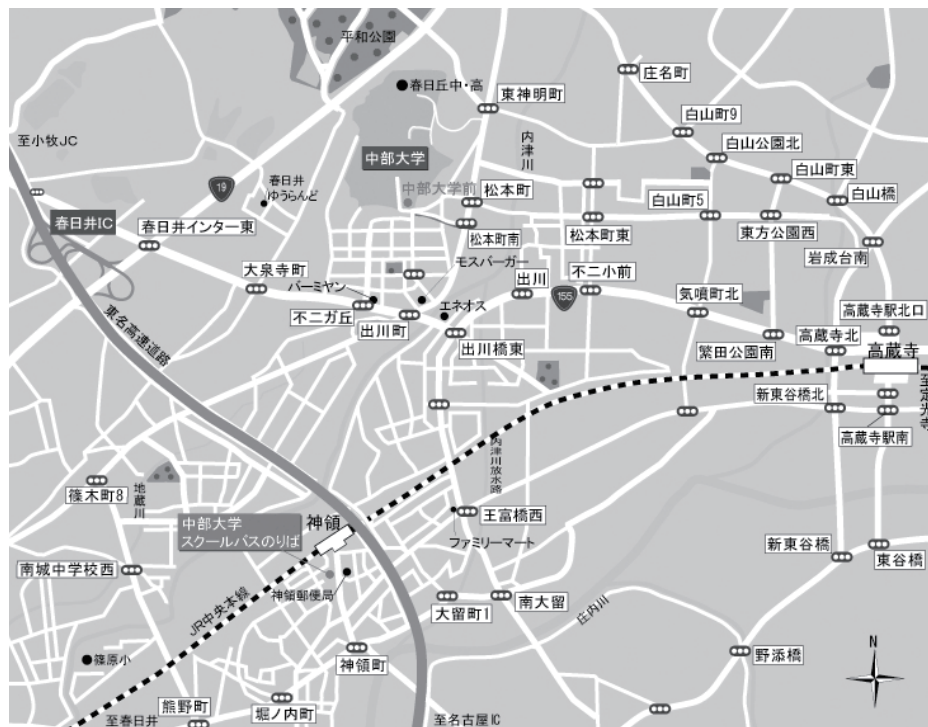 平和公園
春日丘中・高
庄名町
東神明町
白山町9
内津川
白山公園北
至小牧JC
中部大学
白山町東
19
春日井
ゆうらんど
中部大学前
松本町
白山橋
春日井IC
春日井インター東
松本町南
松本町東
白山町5
東方公園西
岩成台南
大泉寺町
モスバーガー
出川
不二小前
バーミヤン
エネオス
155
気噴町北
高蔵寺駅北口
不二ガ丘
出川町
出川橋東
繁田公園南
高蔵寺北
高蔵寺
東名高速道路
至定光寺
新東谷橋北
高蔵寺駅南
内津川放水路
篠木町8
地蔵川
中部大学
スクールバスのりば
神領
王富橋西
ファミリーマート
新東谷橋
東谷橋
南城中学校西
神領郵便局
JR中央本線
大留町1
南大留
庄内川
篠原小
神領町
野添橋
N
熊野町
堀ノ内町
至春日井
至名古屋IC